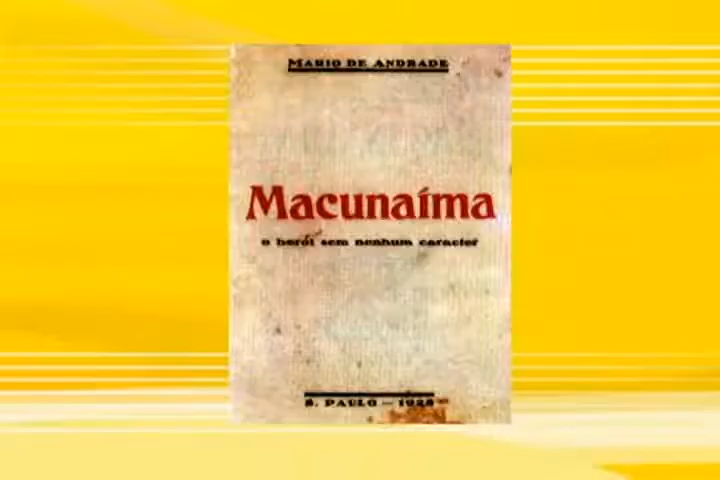 MARIO DE ANDRADE
Macunaíma
o herói sem nenhum caracter
S. PAULO — 1928